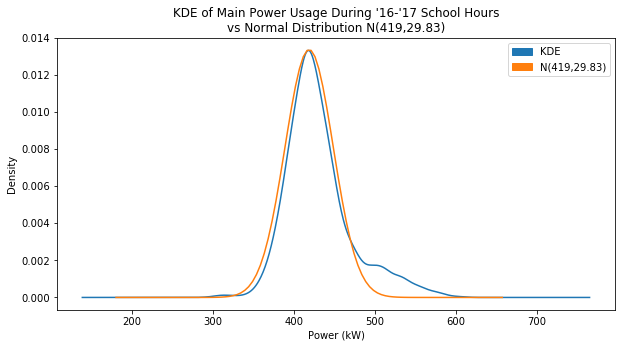 KDE of Main Power Usage During '16-'17 School Hours
vs Normal Distribution N(419,29.83)
KDE
N(419,29.83)
Density
0.014
0.012
0.010
0.008
0.006
0.004
0.002
0.000
200
300
400
500
600
700
Power (kW)